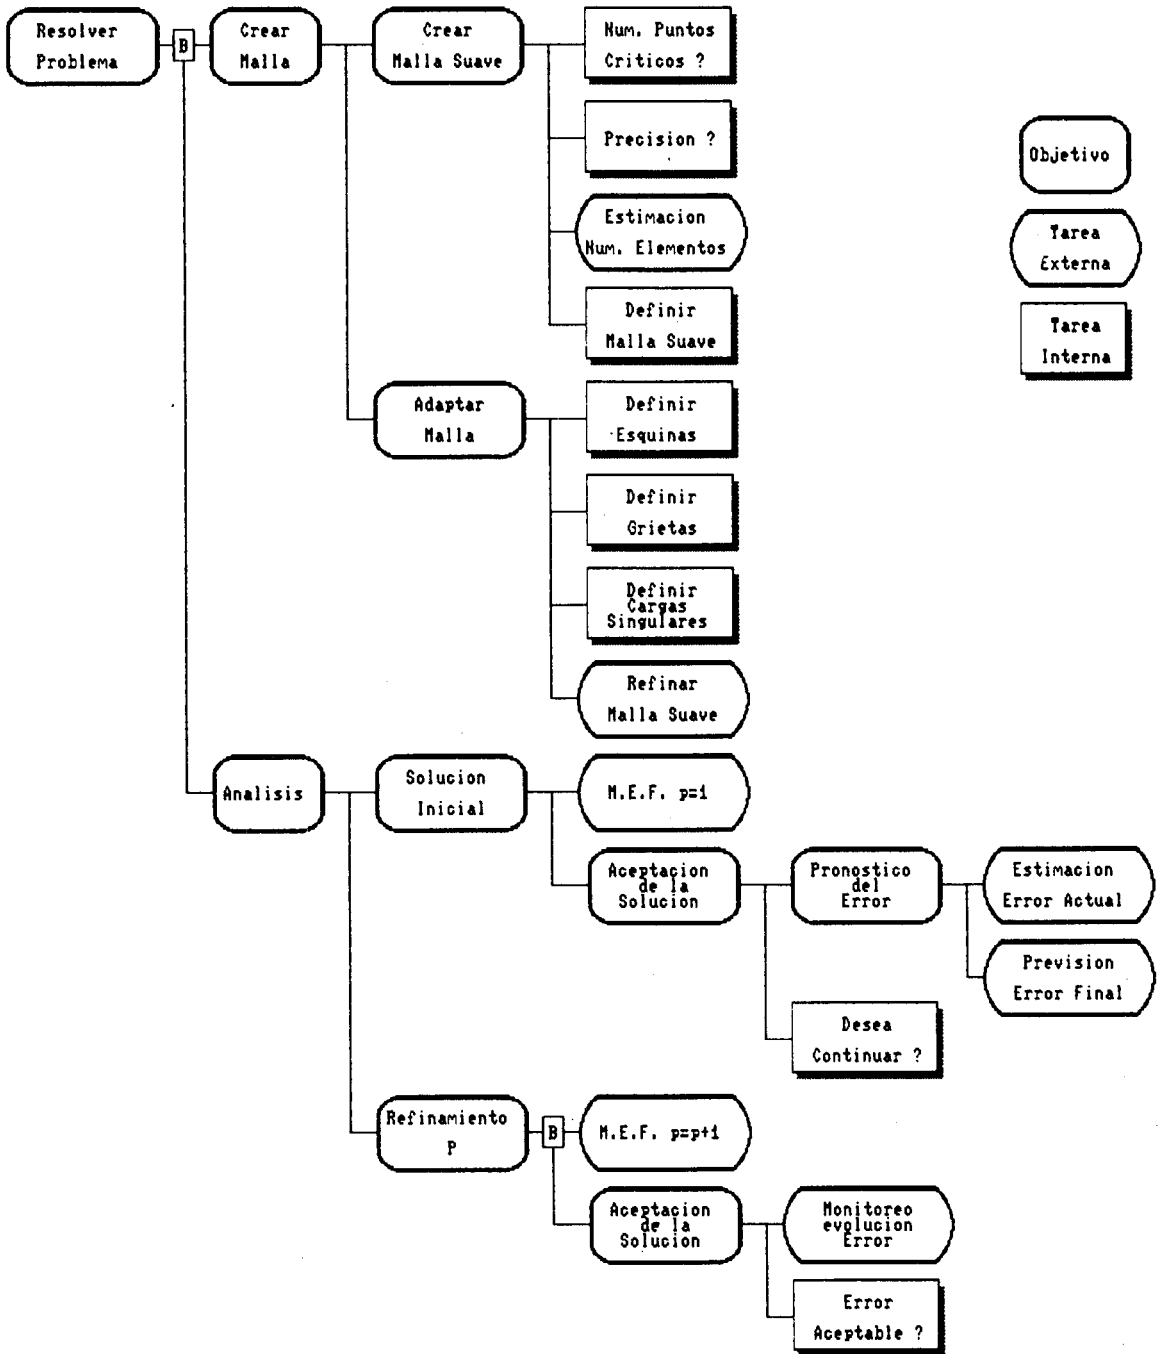 Resolver
Problema
B
Crear
Malla
Crear
Malla Suave
Num. Puntos
Criticos ?
Precision ?
Estimacion
Num. Elementos
Definir
Malla Suave
Adaptar
Malla
Definir
Esquinas
Definir
Grietas
Definir
Cargas
Singulares
Refinar
Malla Suave
Analisis
Solucion
Inicial
M.E.F. p=1
Aceptacion
de la
Solucion
Pronostico
del
Error
Estimacion
Error Actual
Prevision
Error Final
Desea
Continuar ?
Refinamiento
P
B
M.E.F. p=p+1
Aceptacion
de la
Solucion
Monitoreo
evolucion
Error
Error
Aceptable ?
Objetivo
Tarea
Externa
Tarea
Interna